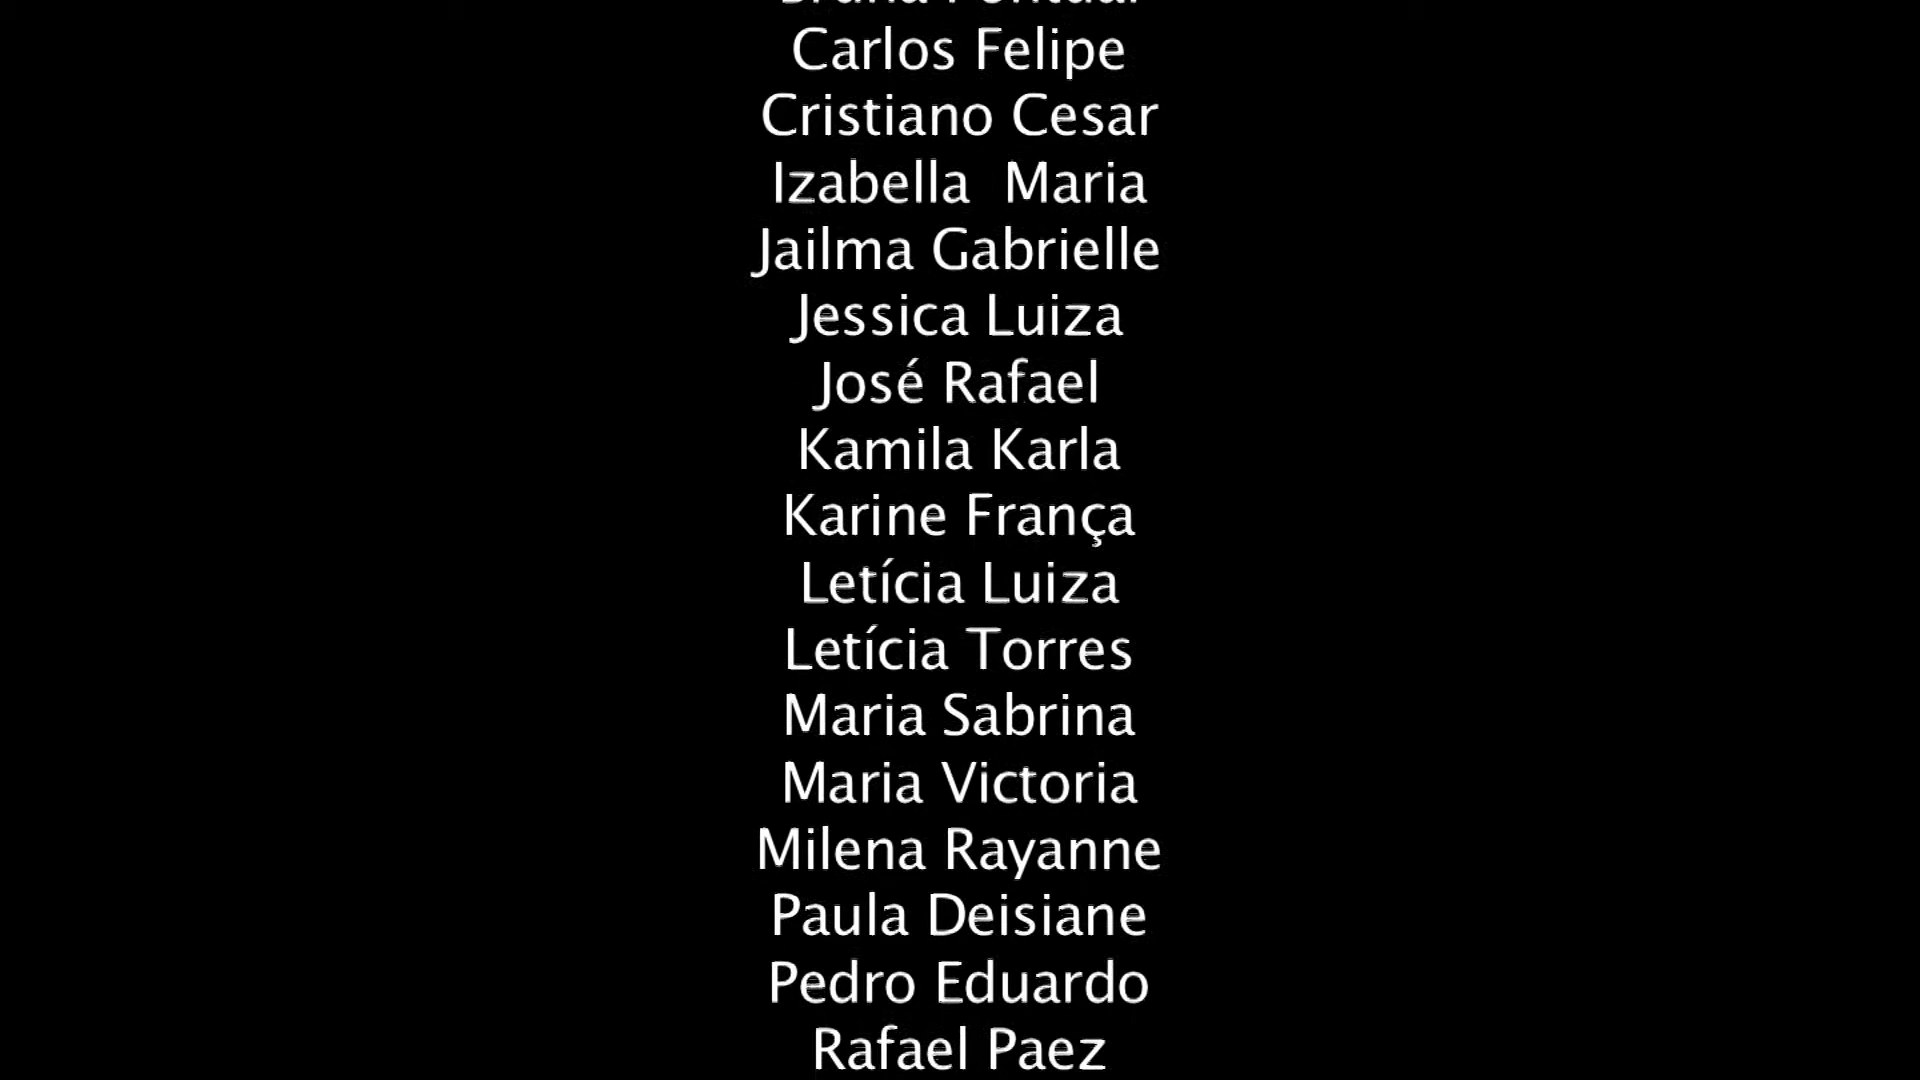 Carlos Felipe
Cristiano Cesar
Izabella  Maria
Jailma Gabrielle
Jessica Luiza
José Rafael
Kamila Karla
Karine França
Letícia Luiza
Letícia Torres
Maria Sabrina
Maria Victoria
Milena Rayanne
Paula Deisiane
Pedro Eduardo
Rafael Paez